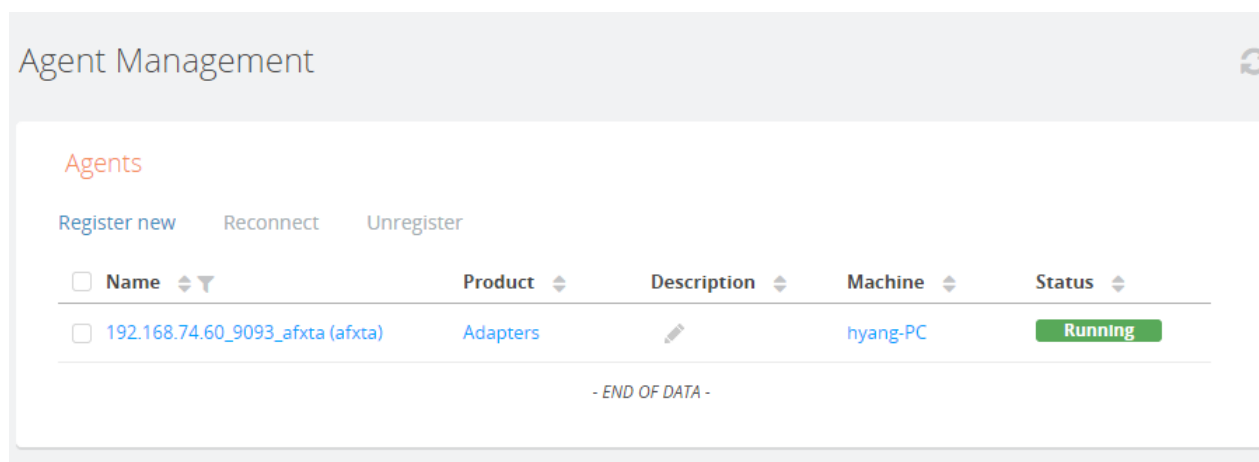 Agent Management
Agents
Register new Reconnect Unregister
Name Product Description Machine Status
192.168.74.60_9093_afxta (afxta) Adapters hyang-PC Running
- END OF DATA -